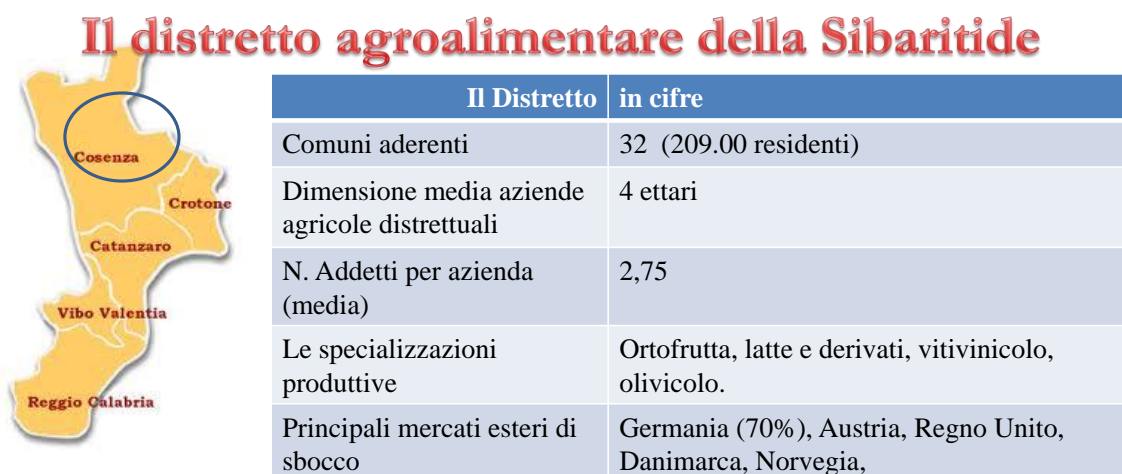 Il distretto agroalimentare della Sibaritide
Cosenza
Crotone
Catanzaro
Vibo Valentia
Reggio Calabria
Il Distretto in cifre
Comuni aderenti 32 (209.00 residenti)
Dimensione media aziende 4 ettari
agricole distrettuali
N. Addetti per azienda 2,75
(media)
Le specializzazioni Ortofrutta, latte e derivati, vitivinicolo,
produttive olivicolo.
Principali mercati esteri di Germania (70%), Austria, Regno Unito,
sbocco Danimarca, Norvegia,